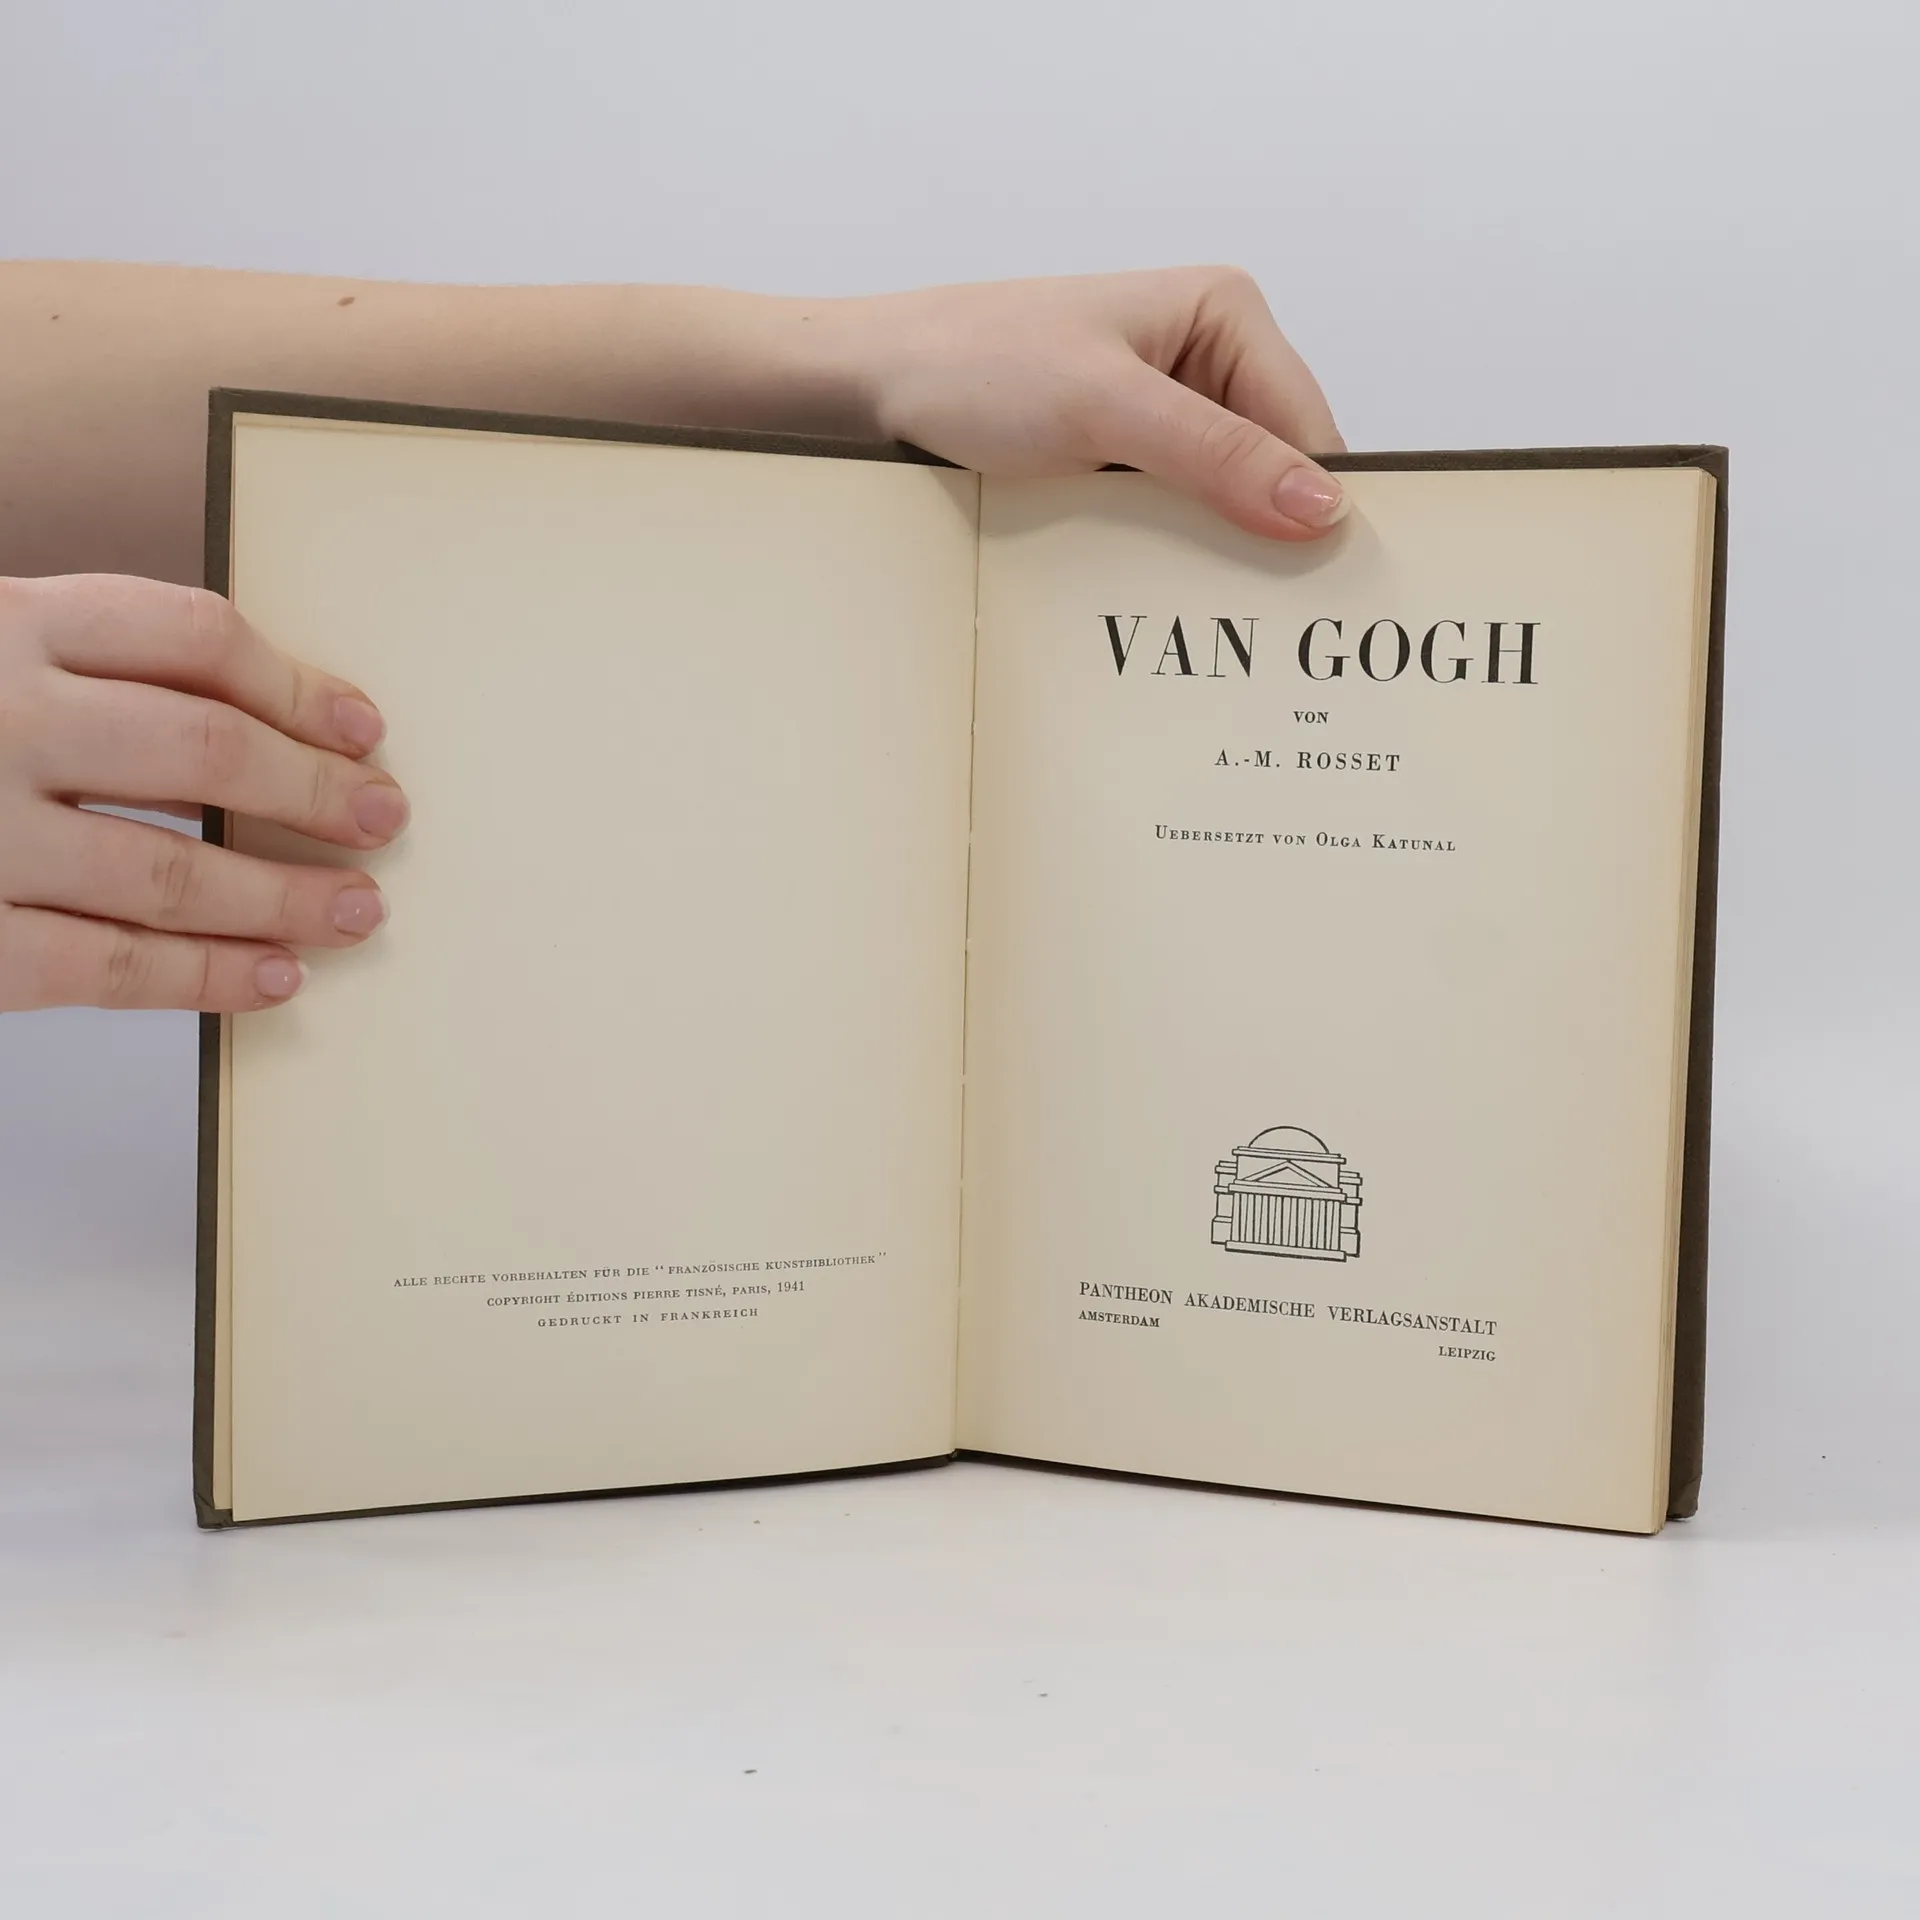 ALLE RECHTE VORBEHALTEN FÜR DIE “ FRANZÖSISCHE KUNSTBIBLIOTHEK ”
COPYRIGHT ÉDITIONS PIERRE TISNÉ, PARIS, 1941
GEDRUCKT IN FRANKREICH
VAN GOGH
VON
A.-M. ROSSET
UEBERSETZT VON OLGA KATUNAL
PANTHEON AKADEMISCHE VERLAGSANSTALT
AMSTERDAM
LEIPZIG